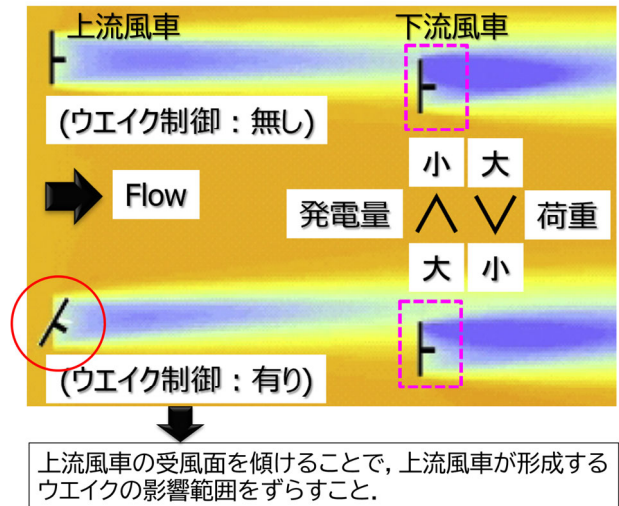 上流風車
下流風車
(ウエイク制御：無し)
小 大
Flow
発電量 ∧ ∨ 荷重
大 小
(ウエイク制御：有り)
上流風車の受風面を傾けることで, 上流風車が形成する
ウエイクの影響範囲をずらすこと.